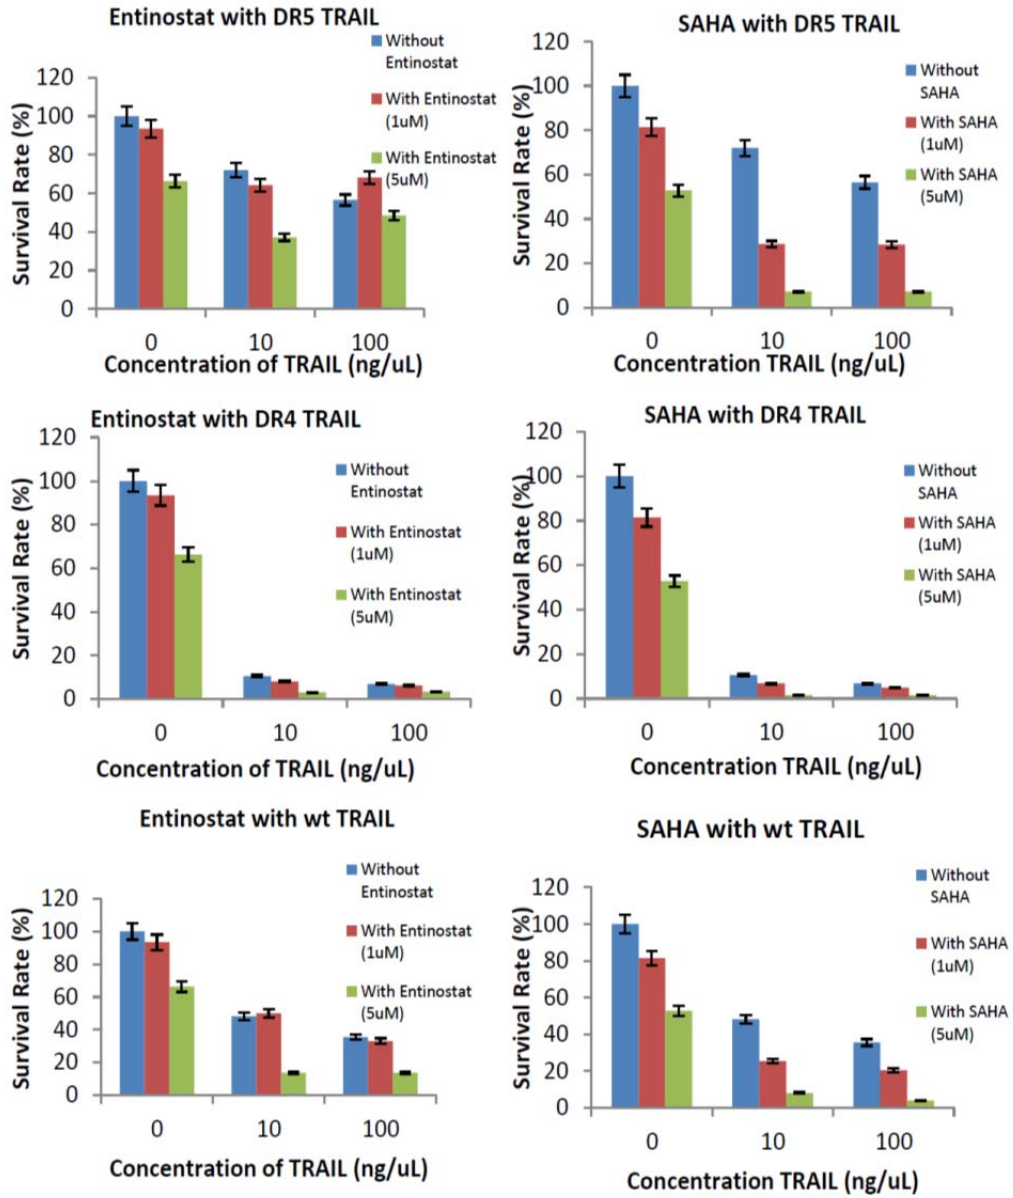 Entinostat with DR5 TRAIL
Without
Entinostat
With Entinostat
(1uM)
With Entinostat
(5uM)
Survival Rate (%)
120
100
80
60
40
20
0
0 10 100
Concentration of TRAIL (ng/uL)
SAHA with DR5 TRAIL
Without
SAHA
With SAHA
(1uM)
With SAHA
(5uM)
Survival Rate (%)
120
100
80
60
40
20
0
0 10 100
Concentration TRAIL (ng/uL)
Entinostat with DR4 TRAIL
Without
Entinostat
With Entinostat
(1uM)
With Entinostat
(5uM)
Survival Rate (%)
120
100
80
60
40
20
0
0 10 100
Concentration of TRAIL (ng/uL)
SAHA with DR4 TRAIL
Without
SAHA
With SAHA
(1uM)
With SAHA
(5uM)
Survival Rate (%)
120
100
80
60
40
20
0
0 10 100
Concentration TRAIL (ng/uL)
Entinostat with wt TRAIL
Without
Entinostat
With Entinostat
(1uM)
With Entinostat
(5uM)
Survival Rate (%)
120
100
80
60
40
20
0
0 10 100
Concentration of TRAIL (ng/uL)
SAHA with wt TRAIL
Without
SAHA
With SAHA
(1uM)
With SAHA
(5uM)
Survival Rate (%)
120
100
80
60
40
20
0
0 10 100
Concentration TRAIL (ng/uL)